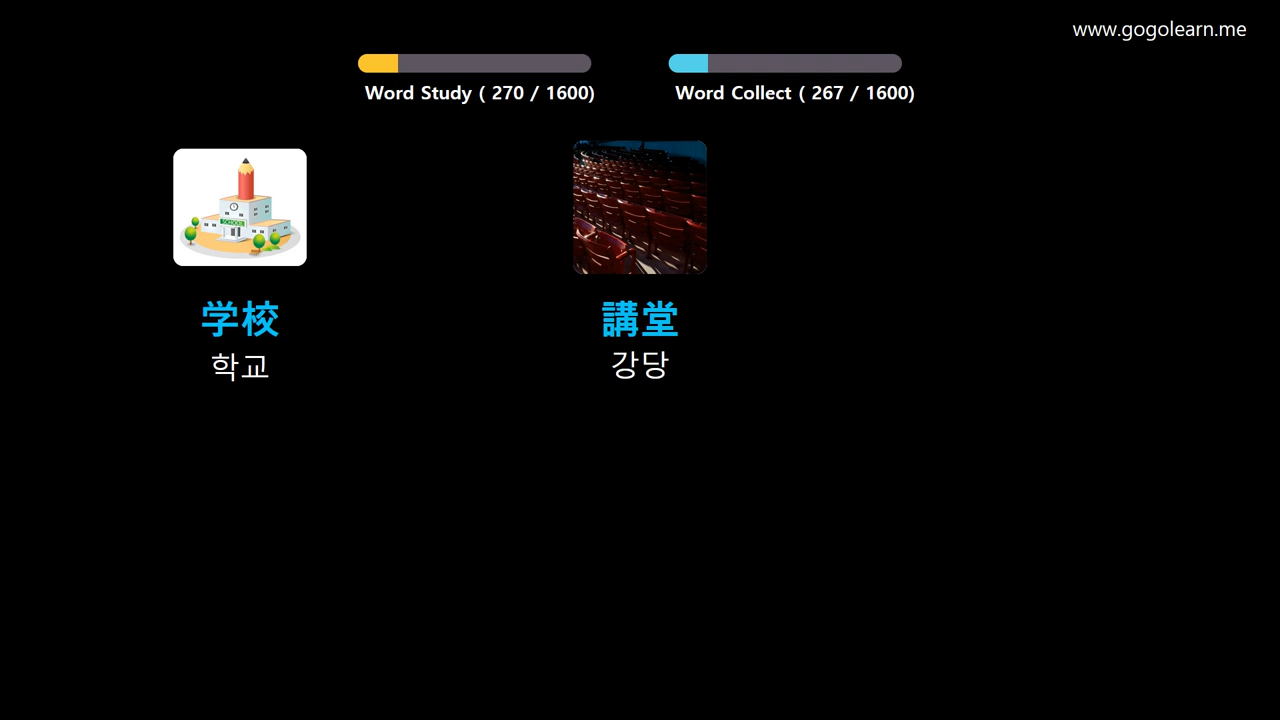 www.gogolearn.me
Word Study ( 270 / 1600)
Word Collect ( 267 / 1600)
SCHOOL
学校
講堂
학교
강당